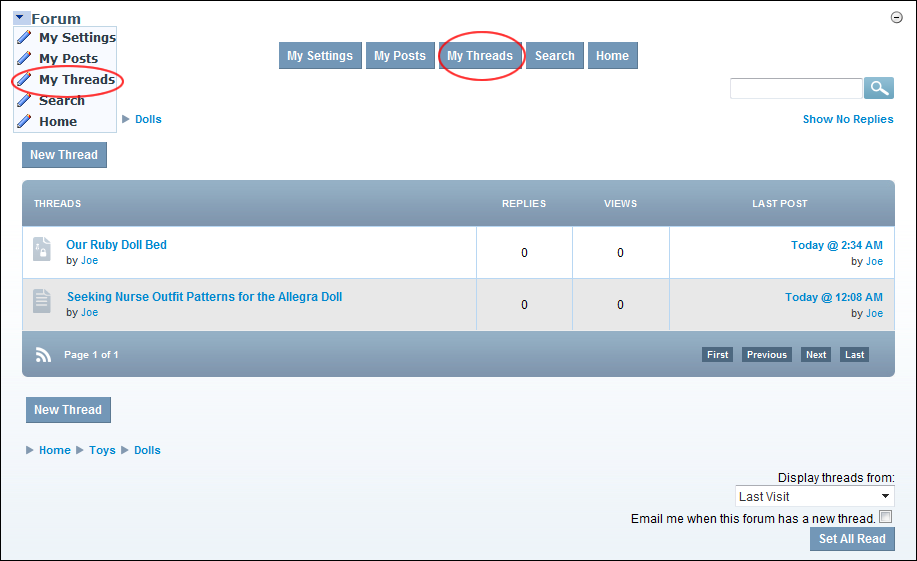 Forum
My Settings
My Posts
My Threads
Search
Home
My Settings My Posts My Threads Search Home
Dolls Show No Replies
New Thread
THREADS REPLIES VIEWS LAST POST
Our Ruby Doll Bed 0 0 Today @ 2:34 AM
by Joe by Joe
Seeking Nurse Outfit Patterns for the Allegra Doll 0 0 Today @ 12:08 AM
by Joe by Joe
Page 1 of 1 First Previous Next Last
New Thread
Home Toys Dolls
Display threads from:
Last Visit
Email me when this forum has a new thread.
Set All Read